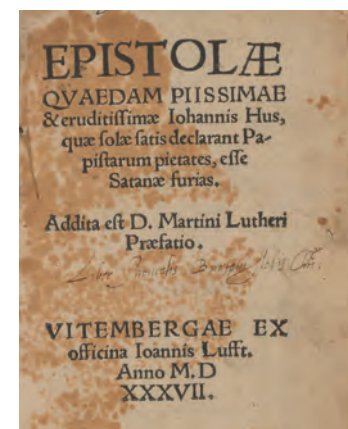 EPISTOLÆ
QVAEDAM PIISSIMAE
& eruditiſſimæ Iohannis Hus,
quæ ſolæ ſatis declarant Pa-
piſtarum pietates, eſſe
Satanæ furias.
Addita eſt D. Martini Lutheri
Præfatio.
VITEMBERGAE EX
officina Ioannis Lufft.
Anno M.D
XXXVII.